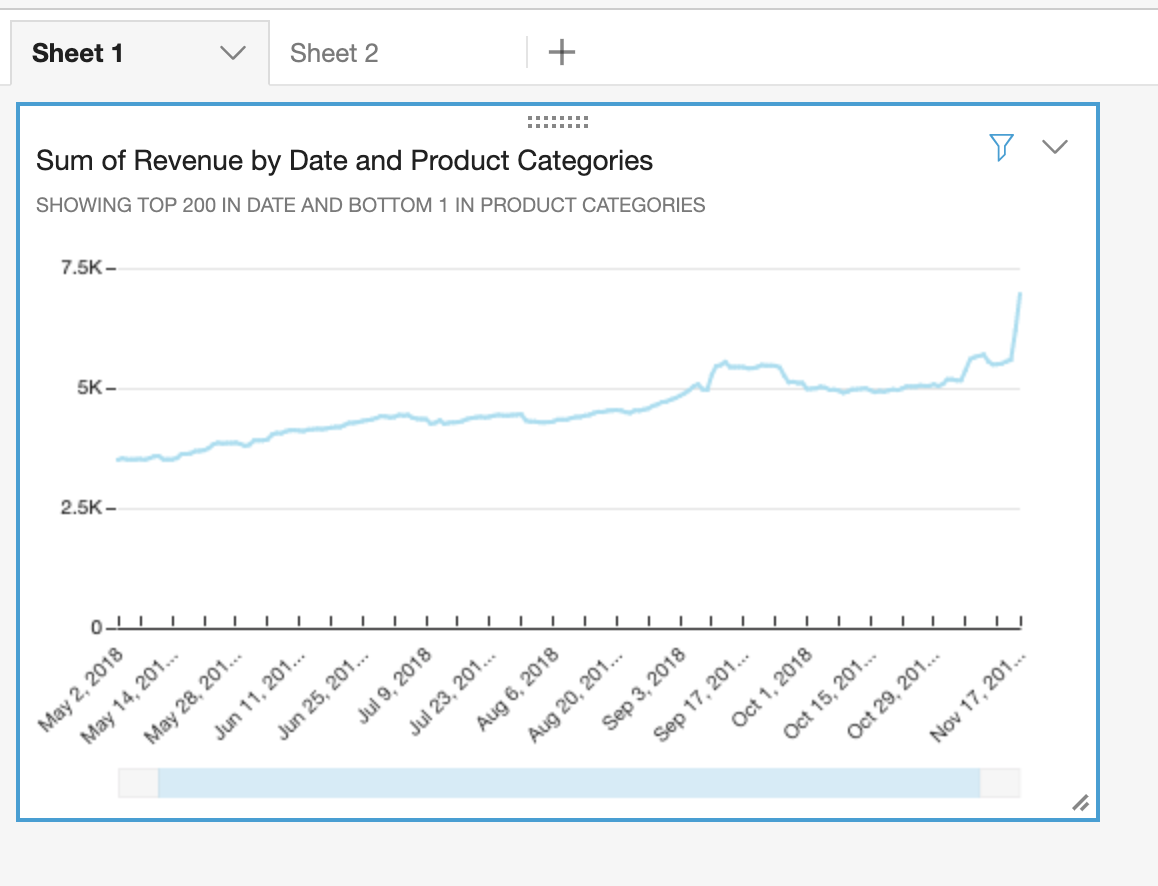 Sheet 1
Sheet 2
Sum of Revenue by Date and Product Categories
SHOWING TOP 200 IN DATE AND BOTTOM 1 IN PRODUCT CATEGORIES
7.5K
5K
2.5K
0
May 2, 2018
May 14, 201...
May 28, 201...
Jun 11, 201...
Jun 25, 201...
Jul 9, 2018
Jul 23, 201...
Aug 6, 2018
Aug 20, 201...
Sep 3, 2018
Sep 17, 201...
Oct 1, 2018
Oct 15, 201...
Oct 29, 201...
Nov 17, 201...